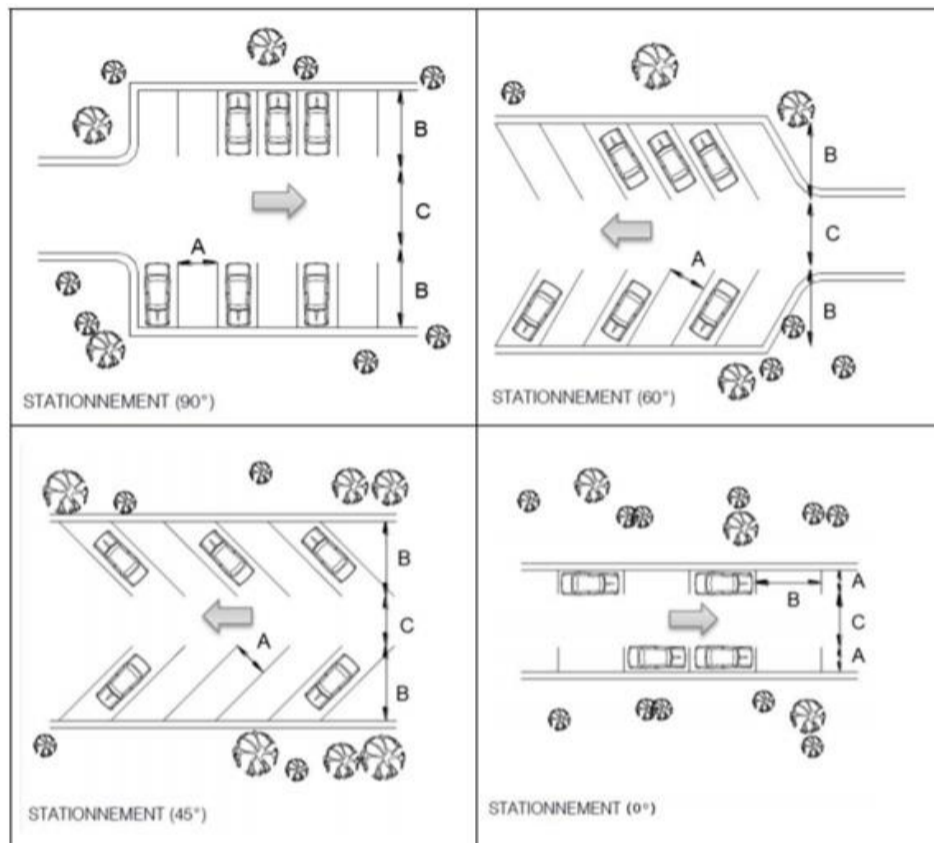 B
C
A
B
STATIONNEMENT (90°)
B
C
A
B
STATIONNEMENT (60°)
B
C
A
B
STATIONNEMENT (45°)
A
B
C
A
STATIONNEMENT (0°)